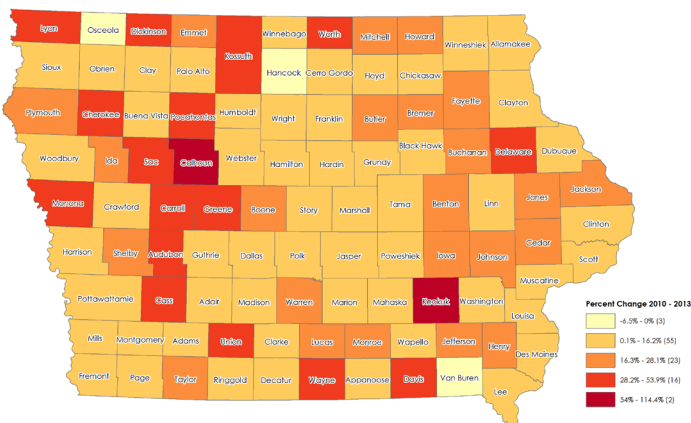 Lyon Osceola Dickinson Emmet Kossuth Winnebago Worth Mitchell Howard Winneshiek Allamakee
Sioux Obrien Clay Palo Alto Hancock Cerro Gordo Floyd Chickasaw
Plymouth Cherokee Buena Vista Pocahontas Humboldt Wright Franklin Butler Bremer Fayette Clayton
Woodbury Ida Sac Calhoun Webster Hamilton Hardin Grundy Black Hawk Buchanan Delaware Dubuque
Monona Crawford Carroll Greene Boone Story Marshall Tama Benton Linn Jones Jackson
Clinton
Harrison Shelby Audubon Guthrie Dallas Polk Jasper Poweshiek Iowa Johnson Cedar Scott
Muscatine
Pottawattamie Cass Adair Madison Warren Marion Mahaska Keokuk Washington Louisa
Mills Montgomery Adams Union Clarke Lucas Monroe Wapello Jefferson Henry Des Moines
Fremont Page Taylor Ringgold Decatur Wayne Appanoose Davis Van Buren Lee
Percent Change 2010 - 2013
-6.5% - 0% (3)
0.1% - 16.2% (55)
16.3% - 28.1% (23)
28.2% - 53.9% (16)
54% - 114.4% (2)